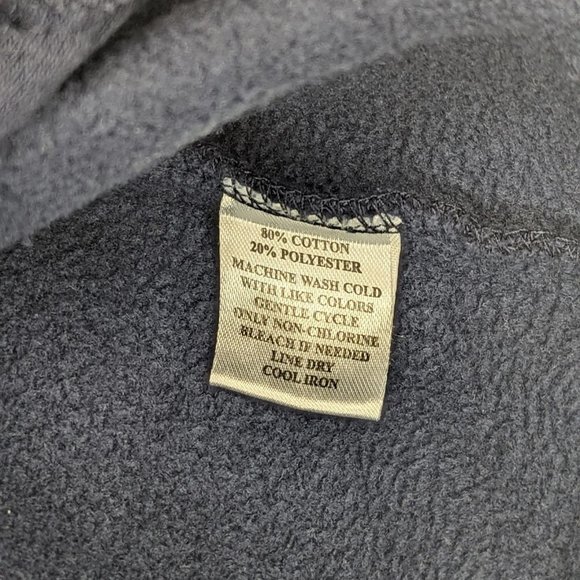 80% COTTON
20% POLYESTER
MACHINE WASH COLD
WITH LIKE COLORS
GENTLE CYCLE
ONLY NON-CHLORINE
BLEACH IF NEEDED
LINE DRY
COOL IRON